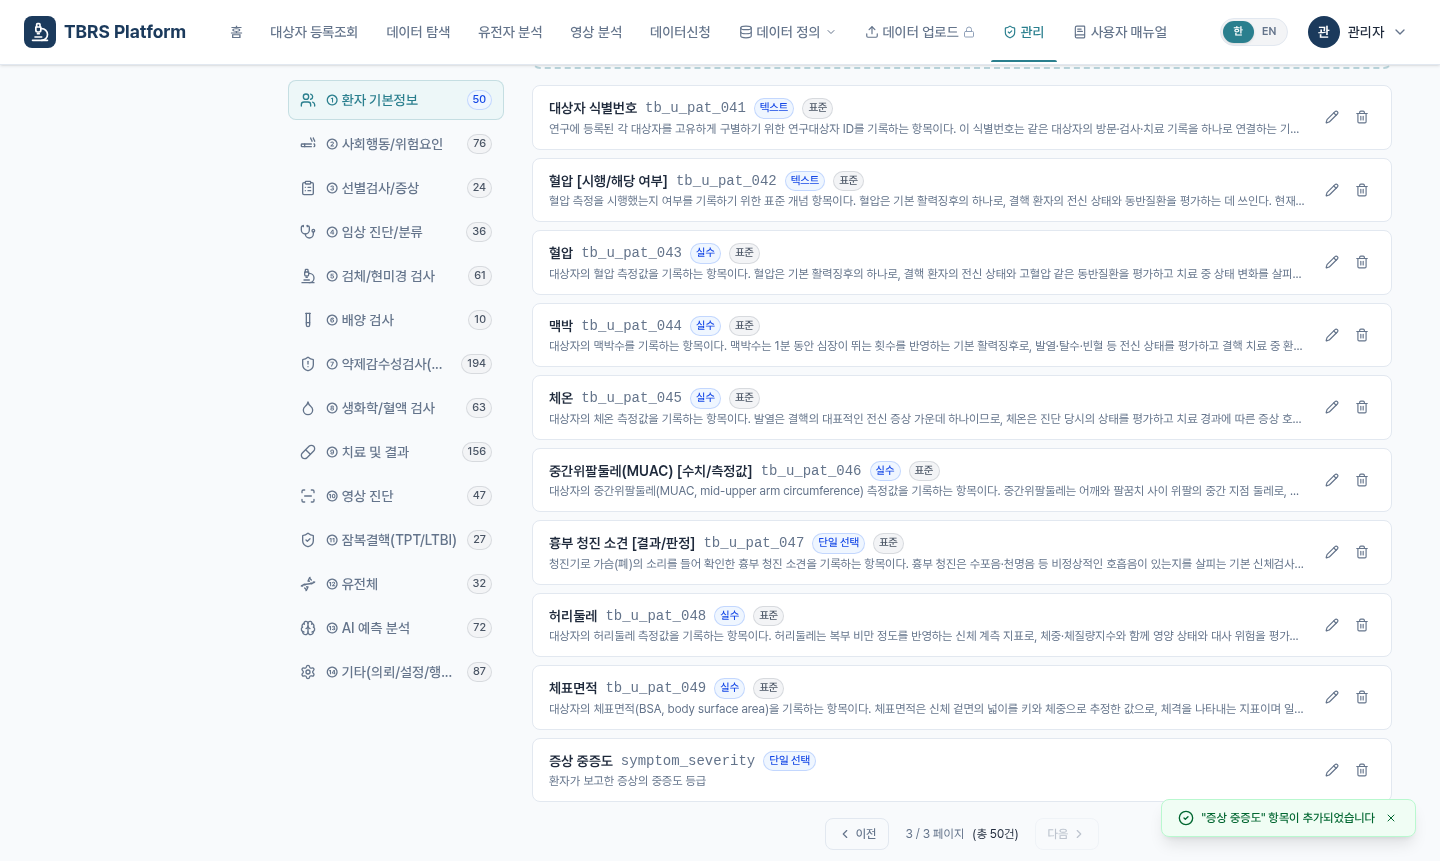 TBRS Platform 홈 대상자 등록조회 데이터 탐색 유전자 분석 영상 분석 데이터신청 데이터 정의 데이터 업로드 관리 사용자 매뉴얼 한 EN 관 관리자
① 환자 기본정보 50
② 사회행동/위험요인 76
③ 선별검사/증상 24
④ 임상 진단/분류 36
⑤ 검체/현미경 검사 61
⑥ 배양 검사 10
⑦ 약제감수성검사(... 194
⑧ 생화학/혈액 검사 63
⑨ 치료 및 결과 156
⑩ 영상 진단 47
⑪ 잠복결핵(TPT/LTBI) 27
⑫ 유전체 32
⑬ AI 예측 분석 72
⑭ 기타(의뢰/설정/행... 87
대상자 식별번호 tb_u_pat_041 텍스트 표준
연구에 등록된 각 대상자를 고유하게 구별하기 위한 연구대상자 ID를 기록하는 항목이다. 이 식별번호는 같은 대상자의 방문·검사·치료 기록을 하나로 연결하는 기...
혈압 [시행/해당 여부] tb_u_pat_042 텍스트 표준
혈압 측정을 시행했는지 여부를 기록하기 위한 표준 개념 항목이다. 혈압은 기본 활력징후의 하나로, 결핵 환자의 전신 상태와 동반질환을 평가하는 데 쓰인다. 현재...
혈압 tb_u_pat_043 실수 표준
대상자의 혈압 측정값을 기록하는 항목이다. 혈압은 기본 활력징후의 하나로, 결핵 환자의 전신 상태와 고혈압 같은 동반질환을 평가하고 치료 중 상태 변화를 살피...
맥박 tb_u_pat_044 실수 표준
대상자의 맥박수를 기록하는 항목이다. 맥박수는 1분 동안 심장이 뛰는 횟수를 반영하는 기본 활력징후로, 발열·탈수·빈혈 등 전신 상태를 평가하고 결핵 치료 중 환...
체온 tb_u_pat_045 실수 표준
대상자의 체온 측정값을 기록하는 항목이다. 발열은 결핵의 대표적인 전신 증상 가운데 하나이므로, 체온은 진단 당시의 상태를 평가하고 치료 경과에 따른 증상 호...
중간위팔둘레(MUAC) [수치/측정값] tb_u_pat_046 실수 표준
대상자의 중간위팔둘레(MUAC, mid-upper arm circumference) 측정값을 기록하는 항목이다. 중간위팔둘레는 어깨와 팔꿈치 사이 위팔의 중간 지점 둘레로, ...
흉부 청진 소견 [결과/판정] tb_u_pat_047 단일 선택 표준
청진기로 가슴(폐)의 소리를 들어 확인한 흉부 청진 소견을 기록하는 항목이다. 흉부 청진은 수포음·천명음 등 비정상적인 호흡음이 있는지를 살피는 기본 신체검사...
허리둘레 tb_u_pat_048 실수 표준
대상자의 허리둘레 측정값을 기록하는 항목이다. 허리둘레는 복부 비만 정도를 반영하는 신체 계측 지표로, 체중·체질량지수와 함께 영양 상태와 대사 위험을 평가...
체표면적 tb_u_pat_049 실수 표준
대상자의 체표면적(BSA, body surface area)을 기록하는 항목이다. 체표면적은 신체 겉면의 넓이를 키와 체중으로 추정한 값으로, 체격을 나타내는 지표이며 일...
증상 중증도 symptom_severity 단일 선택
환자가 보고한 증상의 중증도 등급
이전 3 / 3 페이지 (총 50건) 다음
"증상 중증도" 항목이 추가되었습니다